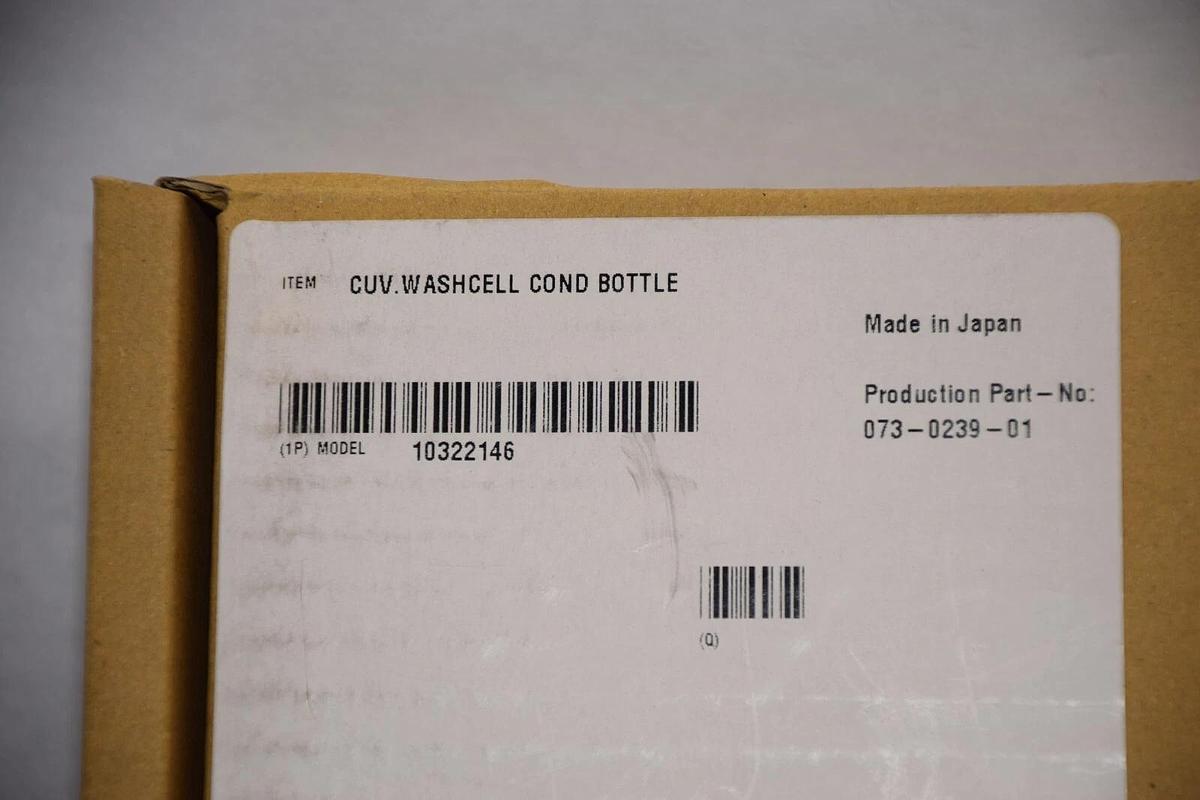 ITEM CUV.WASHCELL COND BOTTLE
Made in Japan
(1P) MODEL 10322146
Production Part-No:
073-0239-01
(Q)